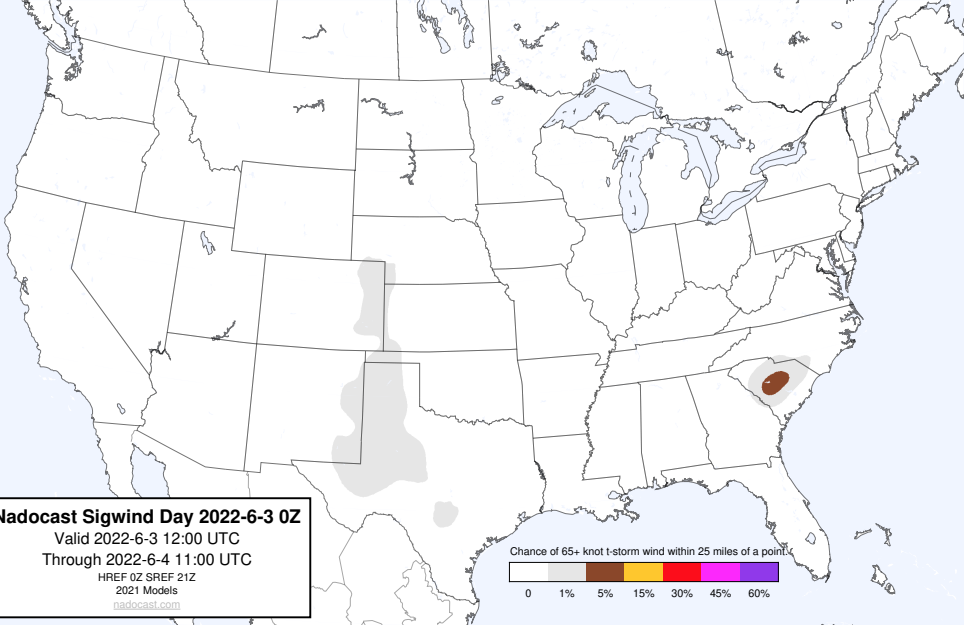 Nadocast Sigwind Day 2022-6-3 0Z
Valid 2022-6-3 12:00 UTC
Through 2022-6-4 11:00 UTC
HREF 0Z SREF 21Z
2021 Models
nadocast.com
Chance of 65+ knot t-storm wind within 25 miles of a point.
0 1% 5% 15% 30% 45% 60%